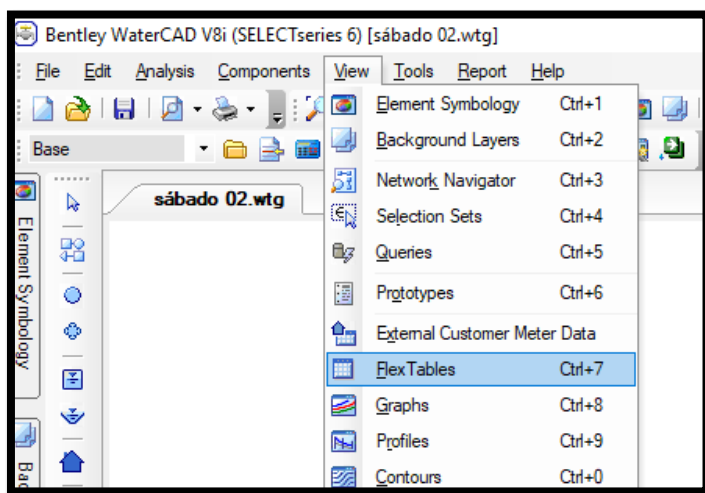 Bentley WaterCAD V8i (SELECTseries 6) [sábado 02.wtg]
File Edit Analysis Components View Tools Report Help
Base
sábado 02.wtg
Element Symbology
Element Symbology Ctrl+1
Background Layers Ctrl+2
Network Navigator Ctrl+3
Selection Sets Ctrl+4
Queries Ctrl+5
Prototypes Ctrl+6
External Customer Meter Data
FlexTables Ctrl+7
Graphs Ctrl+8
Profiles Ctrl+9
Contours Ctrl+0
Bac